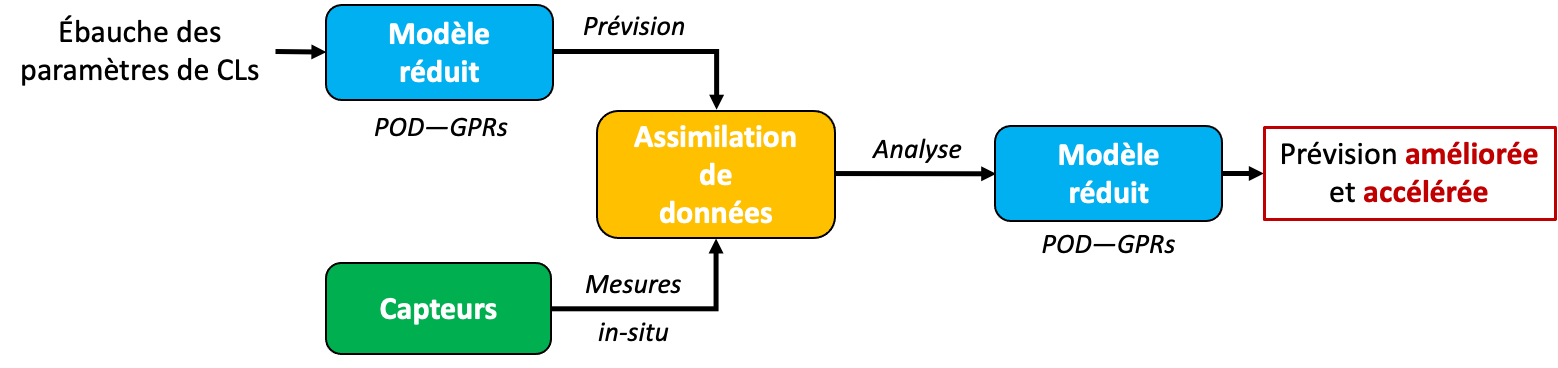 Ébauche des
paramètres de CLs
Modèle
réduit
POD—GPRs
Prévision
Assimilation
de
données
Capteurs
Mesures
in-situ
Analyse
Modèle
réduit
POD—GPRs
Prévision améliorée
et accélérée